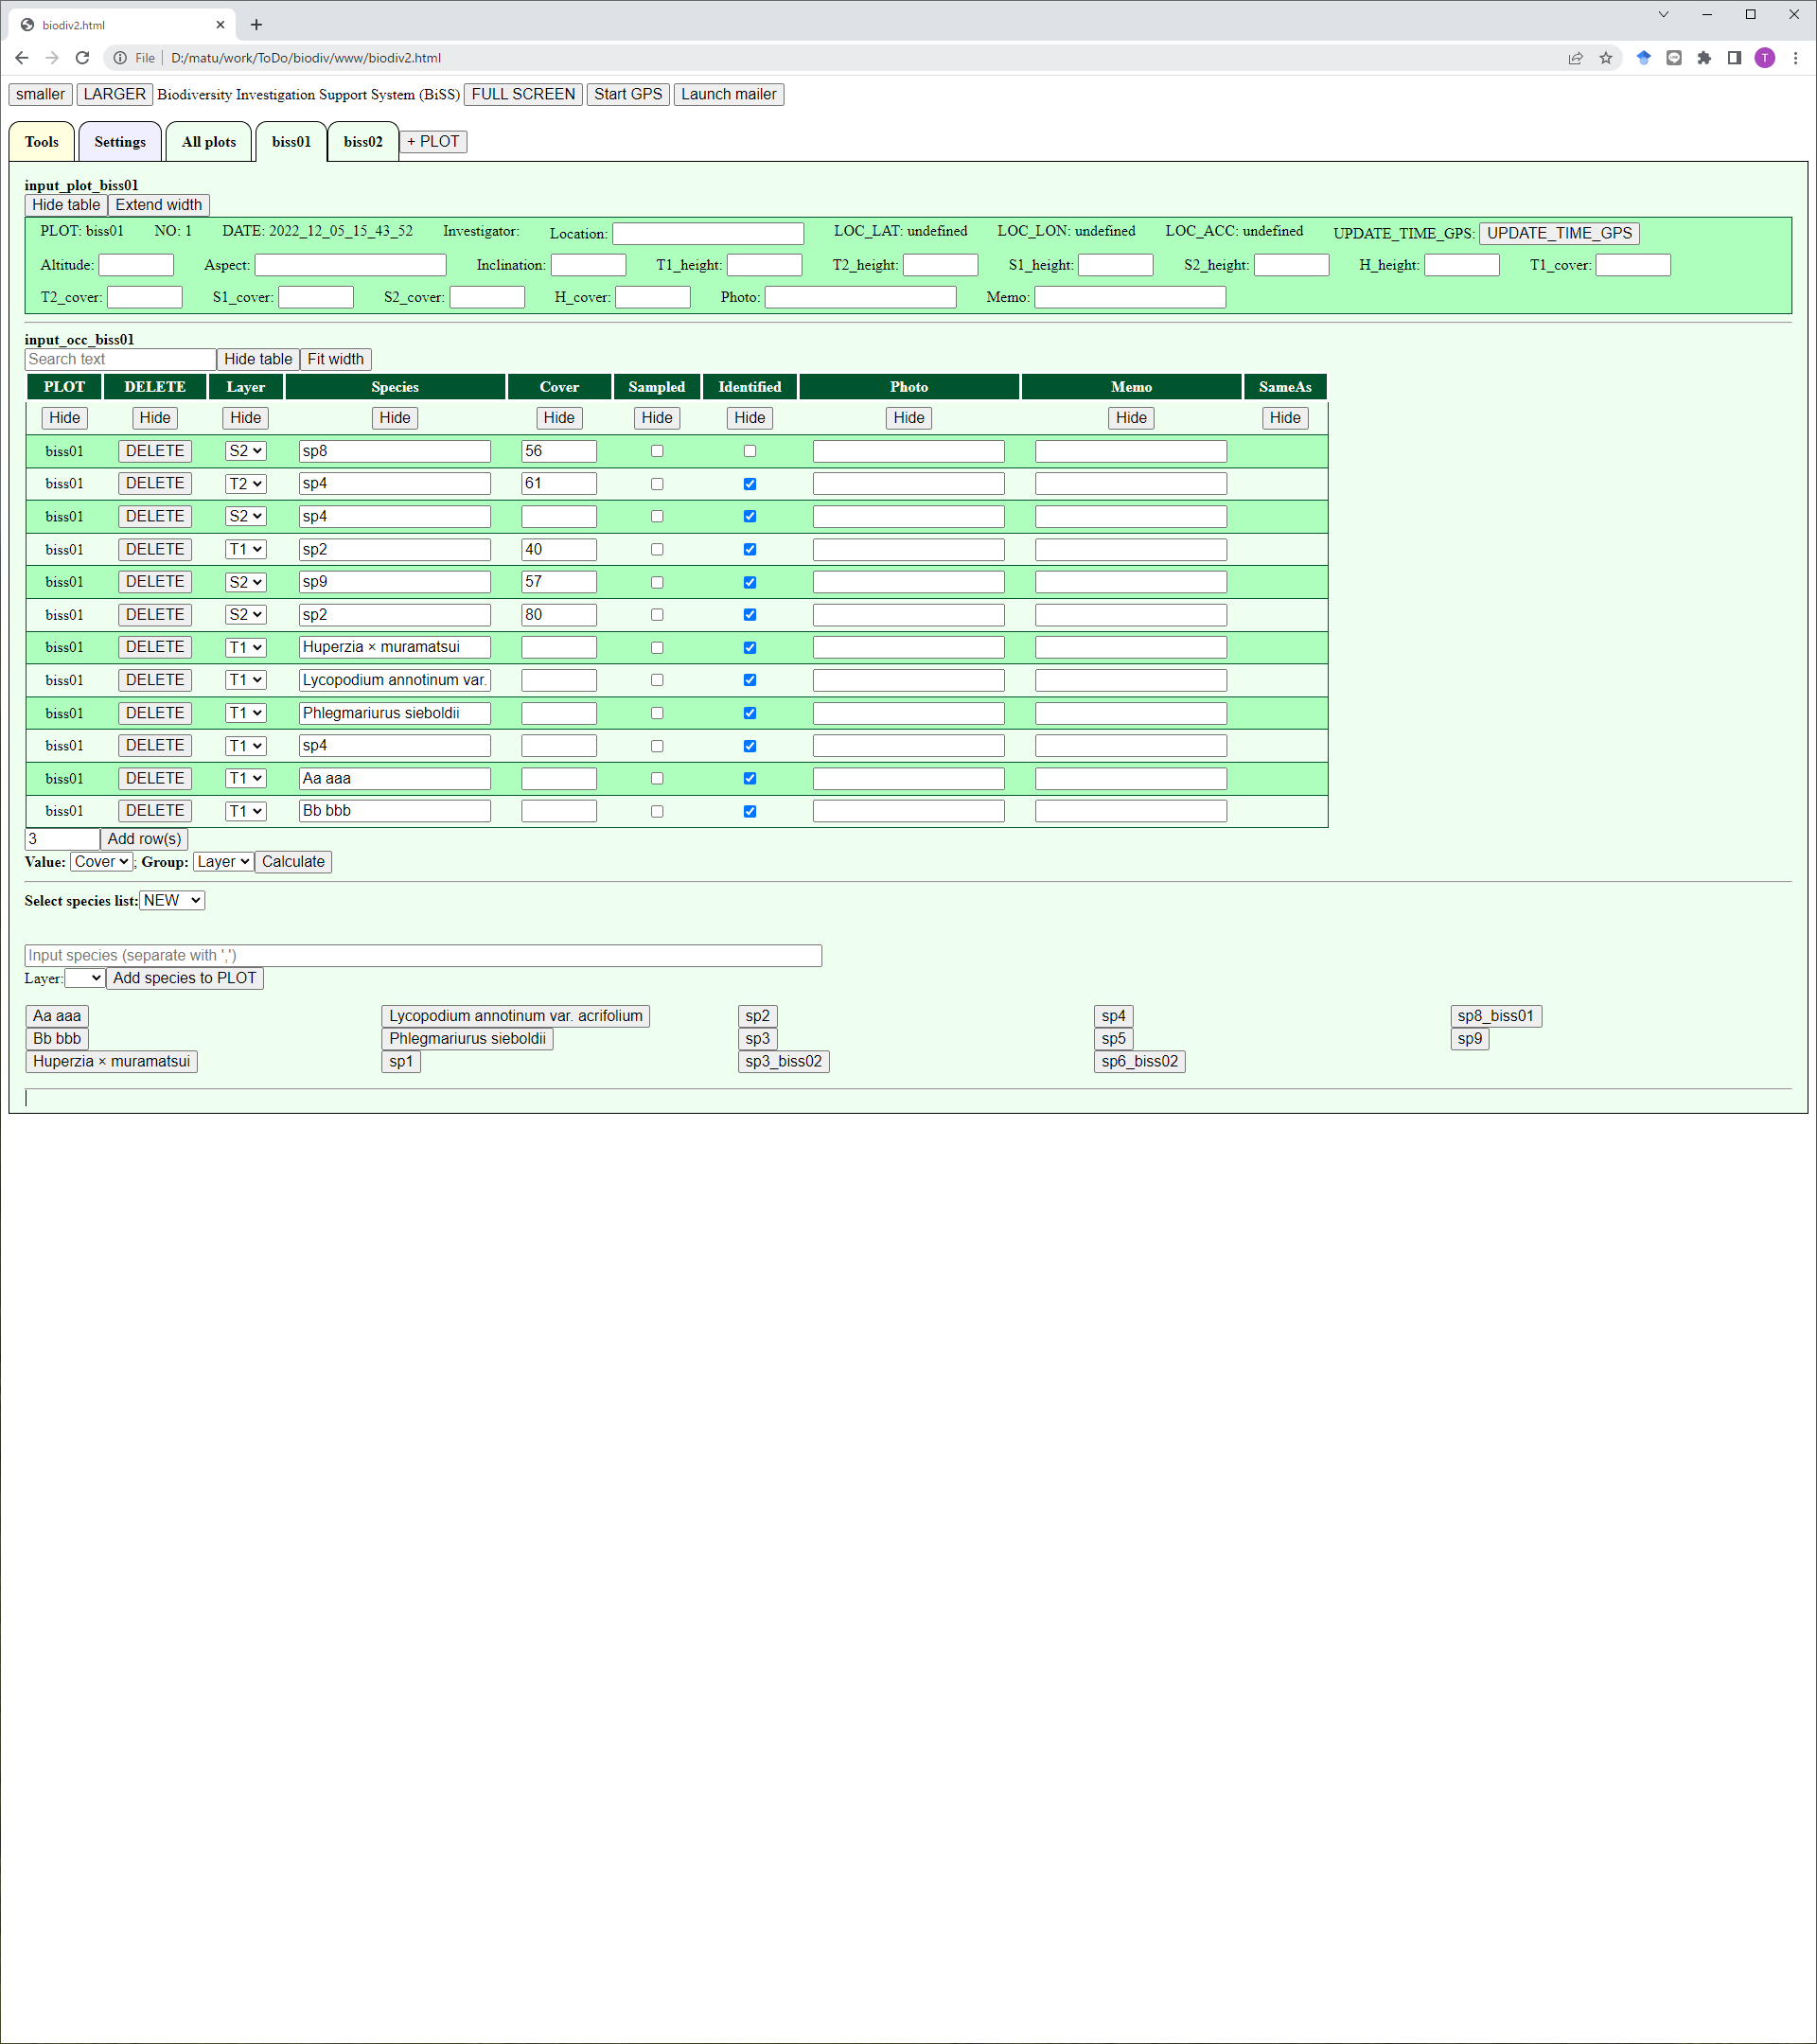 biodiv2.html
File D:/matu/work/ToDo/biodiv/www/biodiv2.html T
smaller LARGER Biodiversity Investigation Support System (BiSS) FULL SCREEN Start GPS Launch mailer
Tools Settings All plots biss01 biss02 + PLOT
input_plot_biss01
Hide table Extend width
PLOT: biss01 NO: 1 DATE: 2022_12_05_15_43_52 Investigator: Location: LOC_LAT: undefined LOC_LON: undefined LOC_ACC: undefined UPDATE_TIME_GPS: UPDATE_TIME_GPS
Altitude: Aspect: Inclination: T1_height: T2_height: S1_height: S2_height: H_height: T1_cover:
T2_cover: S1_cover: S2_cover: H_cover: Photo: Memo:
input_occ_biss01
Search text Hide table Fit width
PLOT DELETE Layer Species Cover Sampled Identified Photo Memo SameAs
Hide Hide Hide Hide Hide Hide Hide Hide Hide Hide
biss01 DELETE S2 sp8 56
biss01 DELETE T2 sp4 61
biss01 DELETE S2 sp4
biss01 DELETE T1 sp2 40
biss01 DELETE S2 sp9 57
biss01 DELETE S2 sp2 80
biss01 DELETE T1 Huperzia × muramatsui
biss01 DELETE T1 Lycopodium annotinum var.
biss01 DELETE T1 Phlegmariurus sieboldii
biss01 DELETE T1 sp4
biss01 DELETE T1 Aa aaa
biss01 DELETE T1 Bb bbb
3 Add row(s)
Value: Cover ; Group: Layer Calculate
Select species list: NEW
Input species (separate with ',')
Layer: Add species to PLOT
Aa aaa Lycopodium annotinum var. acrifolium sp2 sp4 sp8_biss01
Bb bbb Phlegmariurus sieboldii sp3 sp5 sp9
Huperzia × muramatsui sp1 sp3_biss02 sp6_biss02